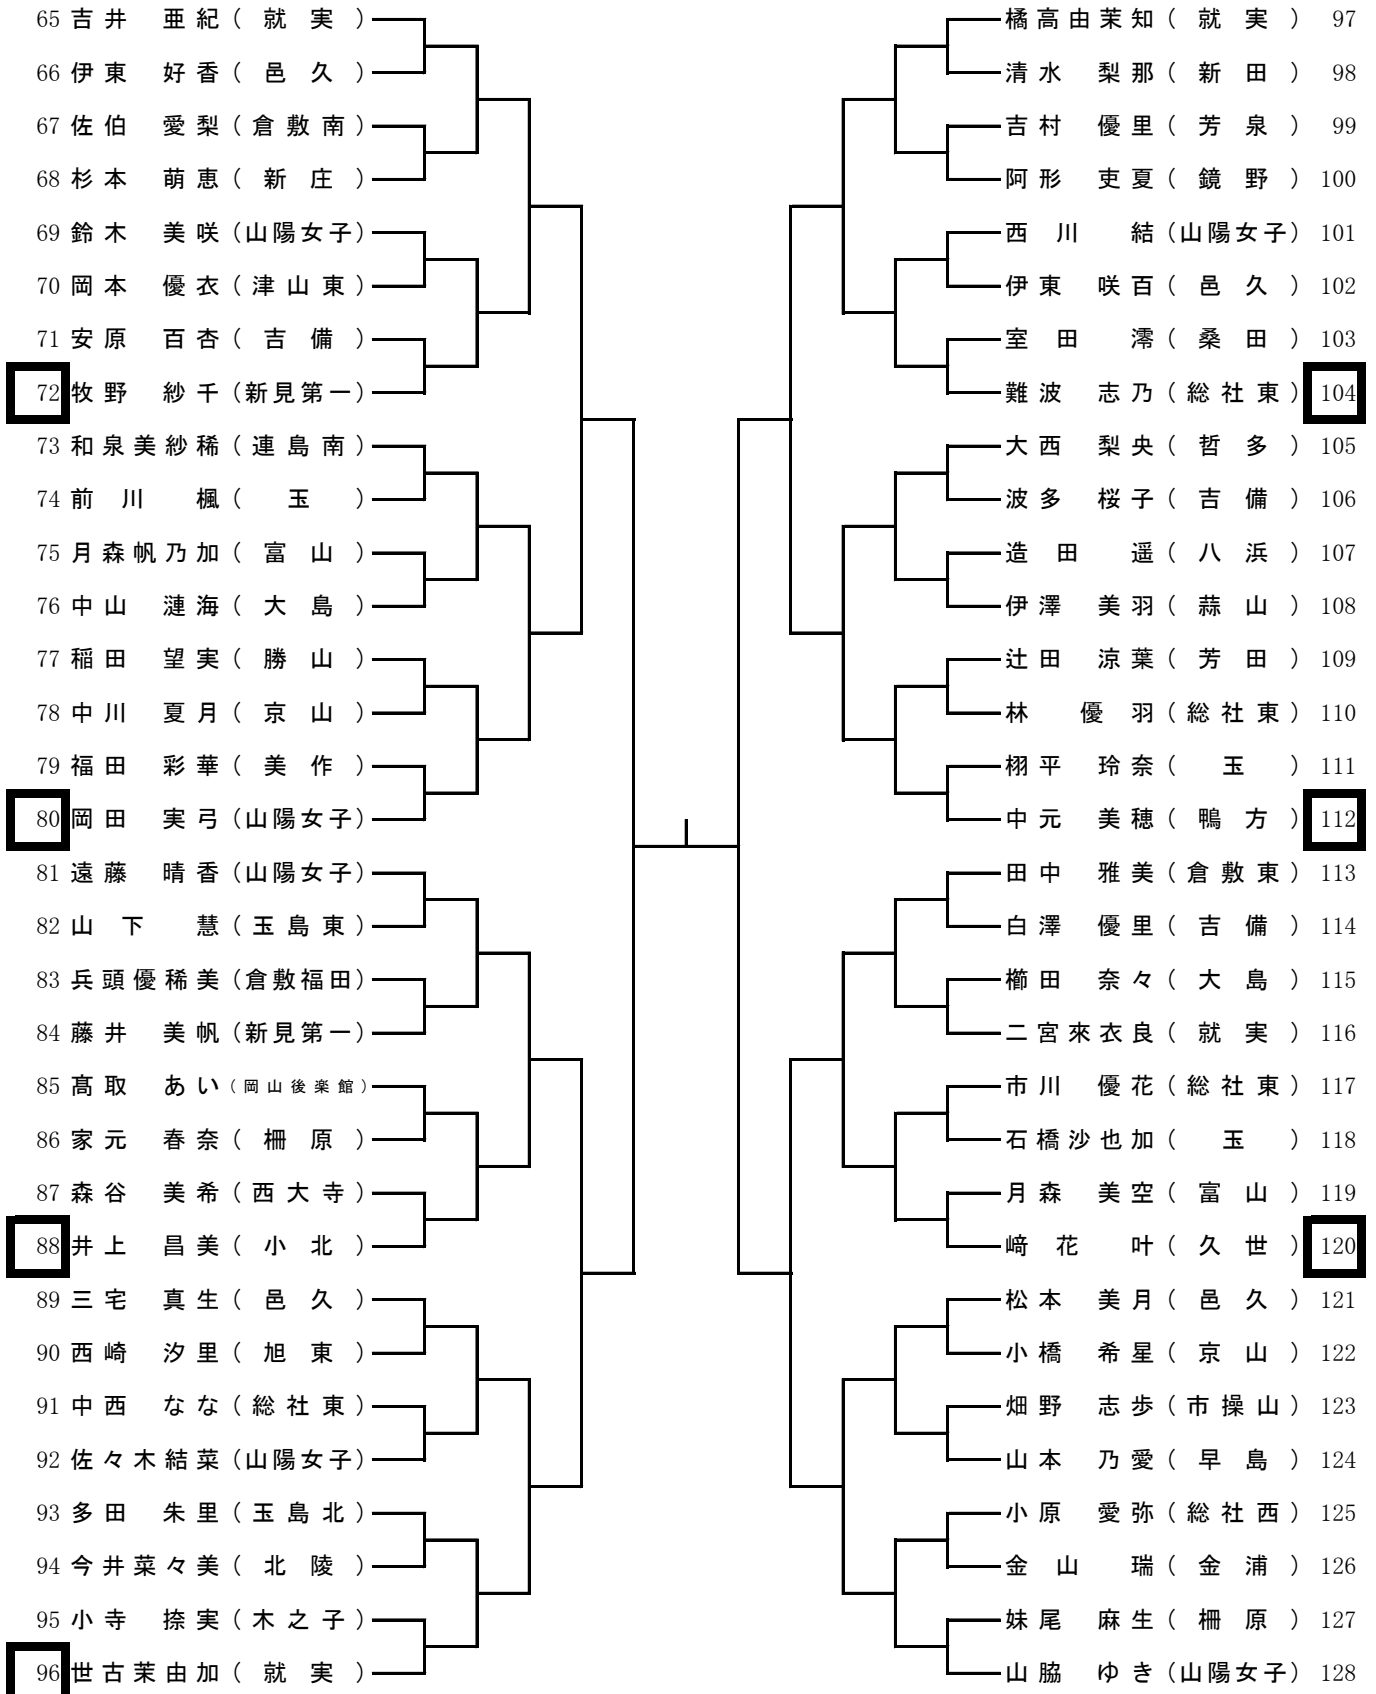 65 吉井 亜紀（就実）
66 伊東 好香（邑久）
67 佐伯 愛梨（倉敷南）
68 杉本 萌恵（新庄）
69 鈴木 美咲（山陽女子）
70 岡本 優衣（津山東）
71 安原 百杏（吉備）
72 牧野 紗千（新見第一）
73 和泉美紗稀（連島南）
74 前川 楓（玉）
75 月森帆乃加（富山）
76 中山 漣海（大島）
77 稲田 望実（勝山）
78 中川 夏月（京山）
79 福田 彩華（美作）
80 岡田 実弓（山陽女子）
81 遠藤 晴香（山陽女子）
82 山下 慧（玉島東）
83 兵頭優稀美（倉敷福田）
84 藤井 美帆（新見第一）
85 髙取 あい（岡山後楽館）
86 家元 春奈（柵原）
87 森谷 美希（西大寺）
88 井上 昌美（小北）
89 三宅 真生（邑久）
90 西崎 汐里（旭東）
91 中西 なな（総社東）
92 佐々木結菜（山陽女子）
93 多田 朱里（玉島北）
94 今井菜々美（北陵）
95 小寺 捺実（木之子）
96 世古茉由加（就実）
橘高由茉知（就実） 97
清水 梨那（新田） 98
吉村 優里（芳泉） 99
阿形 吏夏（鏡野） 100
西川 結（山陽女子） 101
伊東 咲百（邑久） 102
室田 澪（桑田） 103
難波 志乃（総社東） 104
大西 梨央（哲多） 105
波多 桜子（吉備） 106
造田 遥（八浜） 107
伊澤 美羽（蒜山） 108
辻田 涼葉（芳田） 109
林 優羽（総社東） 110
栩平 玲奈（玉） 111
中元 美穂（鴨方） 112
田中 雅美（倉敷東） 113
白澤 優里（吉備） 114
櫛田 奈々（大島） 115
二宮來衣良（就実） 116
市川 優花（総社東） 117
石橋沙也加（玉） 118
月森 美空（富山） 119
﨑花 叶（久世） 120
松本 美月（邑久） 121
小橋 希星（京山） 122
畑野 志歩（市操山） 123
山本 乃愛（早島） 124
小原 愛弥（総社西） 125
金山 瑞（金浦） 126
妹尾 麻生（柵原） 127
山脇 ゆき（山陽女子） 128